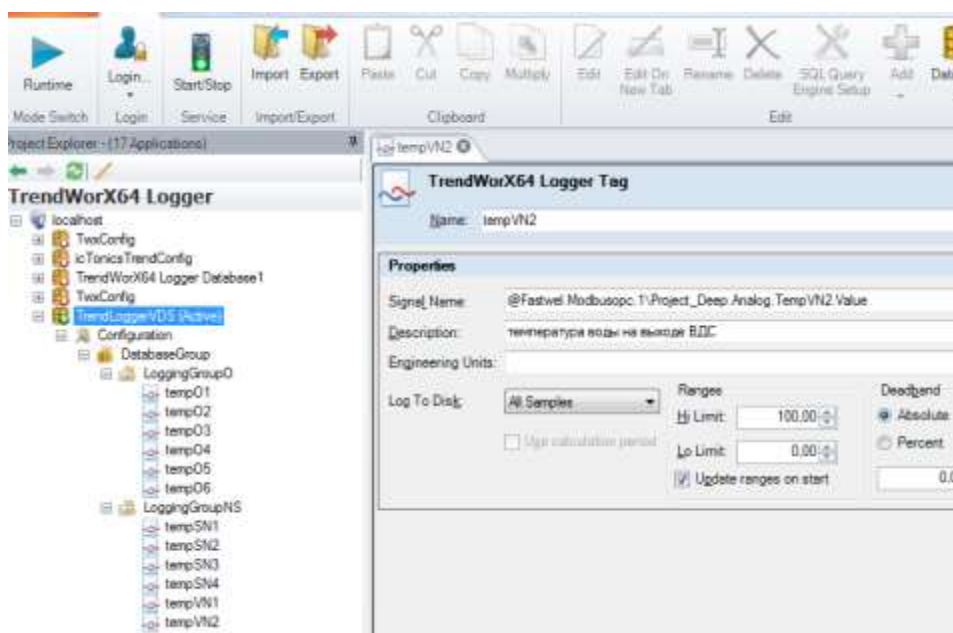 Runtime
Login...
Start/Stop
Import Export
Paste Cut Copy Multiply
Edit Edit On New Tab Rename Delete SQL Query Engine Setup Add
Mode Switch Login Service Import/Export Clipboard Edit
Project Explorer - (17 Applications)
tempVN2
TrendWorX64 Logger
localhost
TwxConfig
icTonicsTrendConfig
TrendWorX64 Logger Database1
TwxConfig
TrendLoggerVDS (Active)
Configuration
DatabaseGroup
LoggingGroupO
tempO1
tempO2
tempO3
tempO4
tempO5
tempO6
LoggingGroupNS
tempSN1
tempSN2
tempSN3
tempSN4
tempVN1
tempVN2
TrendWorX64 Logger Tag
Name: tempVN2
Properties
Signal Name: @Fastwel.Modbusopc.1\Project_Deep.Analog.TempVN2.Value
Description: температура воды на выходе ВДС
Engineering Units:
Log To Disk: All Samples
Use calculation period
Ranges
Hi Limit: 100,00
Lo Limit: 0,00
Update ranges on start
Deadband
Absolute
Percent